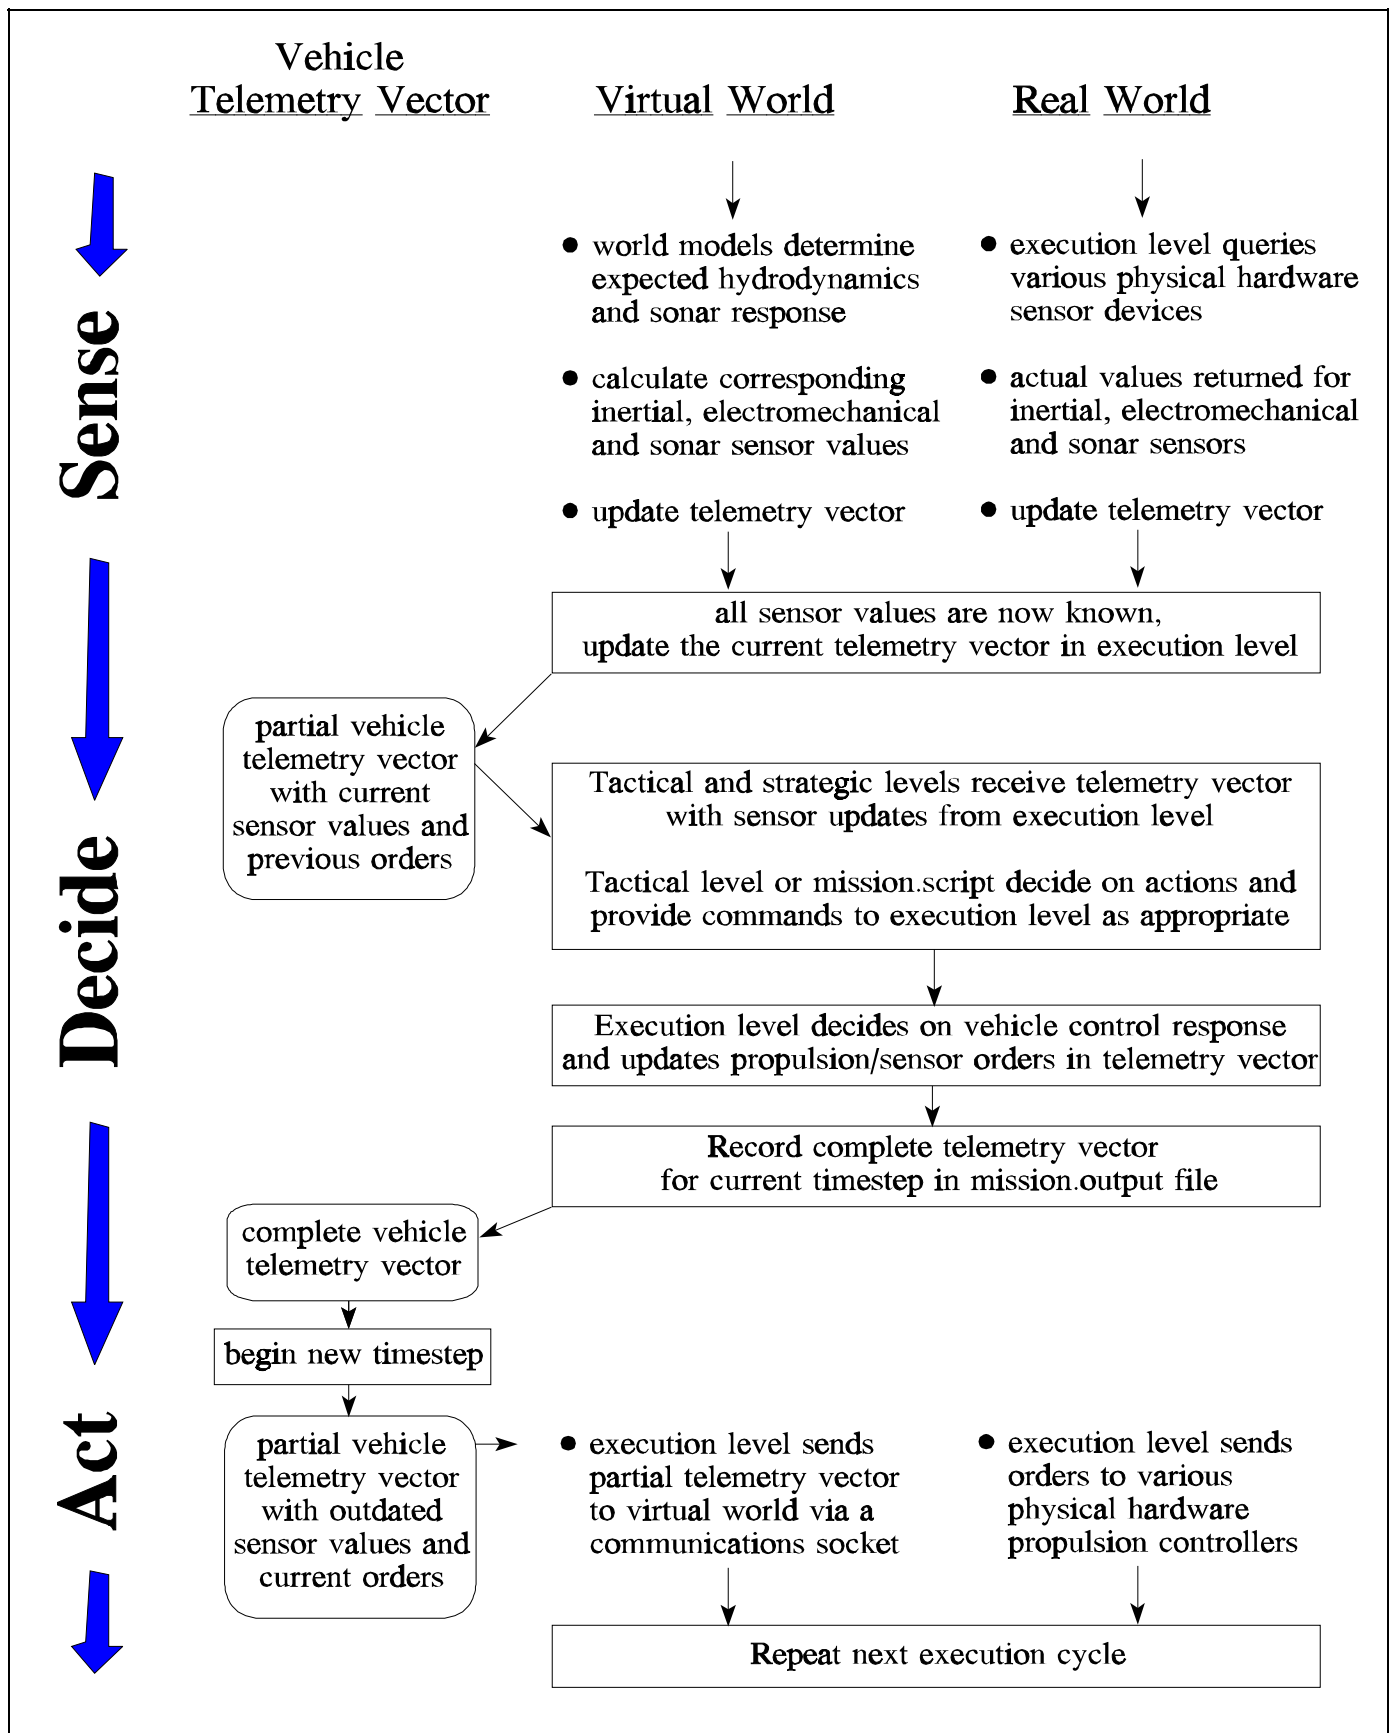 Vehicle
Telemetry Vector
Virtual World
Real World
Sense
● world models determine
expected hydrodynamics
and sonar response
● calculate corresponding
inertial, electromechanical
and sonar sensor values
● update telemetry vector
● execution level queries
various physical hardware
sensor devices
● actual values returned for
inertial, electromechanical
and sonar sensors
● update telemetry vector
all sensor values are now known,
update the current telemetry vector in execution level
Decide
partial vehicle
telemetry vector
with current
sensor values and
previous orders
Tactical and strategic levels receive telemetry vector
with sensor updates from execution level
Tactical level or mission.script decide on actions and
provide commands to execution level as appropriate
Execution level decides on vehicle control response
and updates propulsion/sensor orders in telemetry vector
Record complete telemetry vector
for current timestep in mission.output file
complete vehicle
telemetry vector
begin new timestep
Act
partial vehicle
telemetry vector
with outdated
sensor values and
current orders
● execution level sends
partial telemetry vector
to virtual world via a
communications socket
● execution level sends
orders to various
physical hardware
propulsion controllers
Repeat next execution cycle